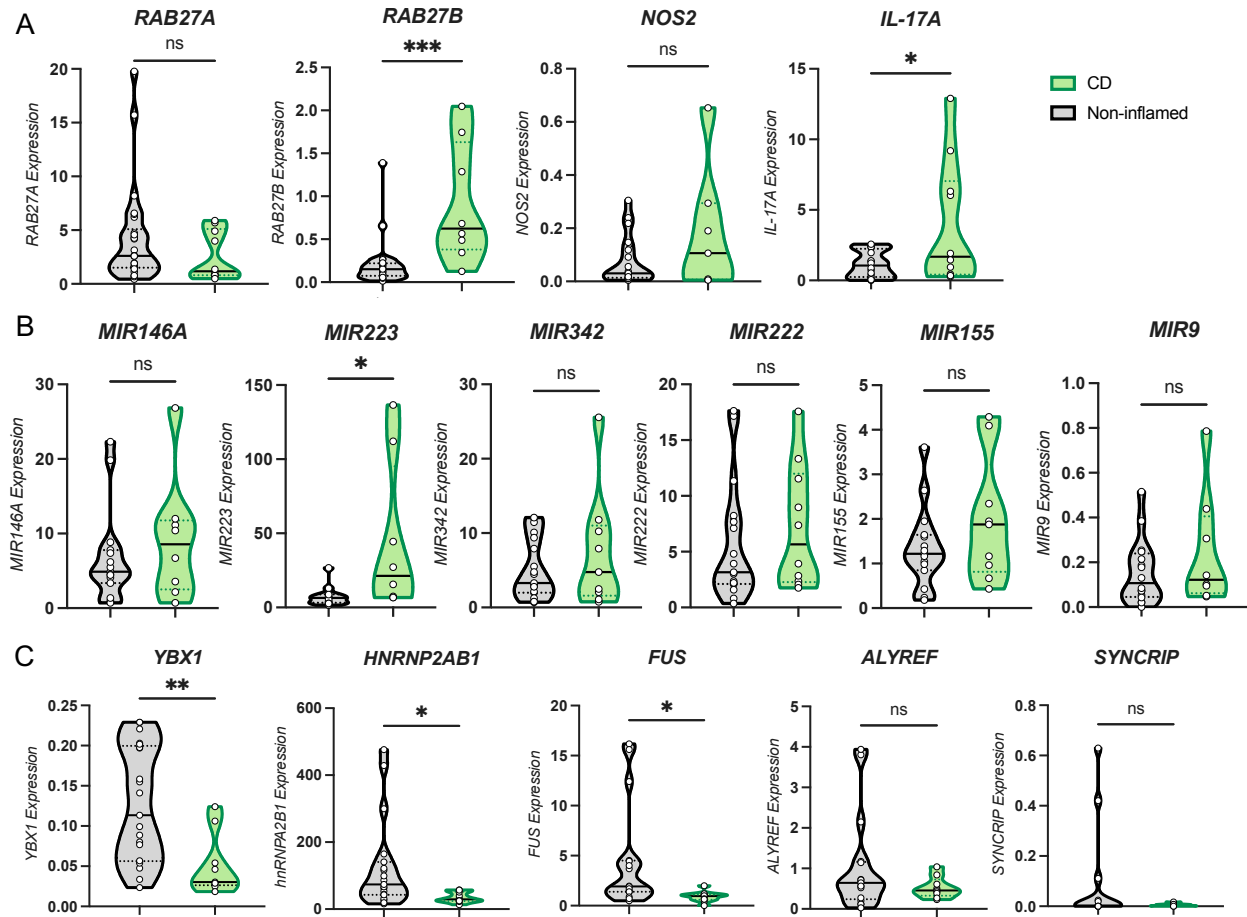 A
RAB27A
RAB27B
NOS2
IL-17A
ns
***
ns
*
RAB27A Expression
20
15
10
5
0
RAB27B Expression
2.5
2.0
1.5
1.0
0.5
0.0
NOS2 Expression
0.8
0.6
0.4
0.2
0.0
IL-17A Expression
15
10
5
0
CD
Non-inflamed
B
MIR146A
MIR223
MIR342
MIR222
MIR155
MIR9
ns
*
ns
ns
ns
ns
MIR146A Expression
30
20
10
0
MIR223 Expression
150
100
50
0
MIR342 Expression
30
20
10
0
MIR222 Expression
20
15
10
5
0
MIR155 Expression
5
4
3
2
1
0
MIR9 Expression
1.0
0.8
0.6
0.4
0.2
0.0
C
YBX1
HNRNP2AB1
FUS
ALYREF
SYNCRIP
**
*
*
ns
ns
YBX1 Expression
0.25
0.20
0.15
0.10
0.05
0.00
hnRNPA2B1 Expression
600
400
200
0
FUS Expression
20
15
10
5
0
ALYREF Expression
5
4
3
2
1
0
SYNCRIP Expression
0.8
0.6
0.4
0.2
0.0